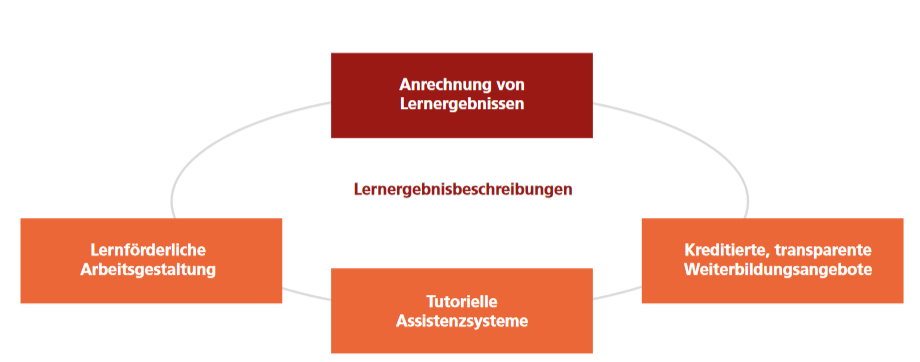 Anrechnung von
Lernergebnissen
Lernergebnisbeschreibungen
Lernförderliche
Arbeitsgestaltung
Kreditierte, transparente
Weiterbildungsangebote
Tutorielle
Assistenzsysteme